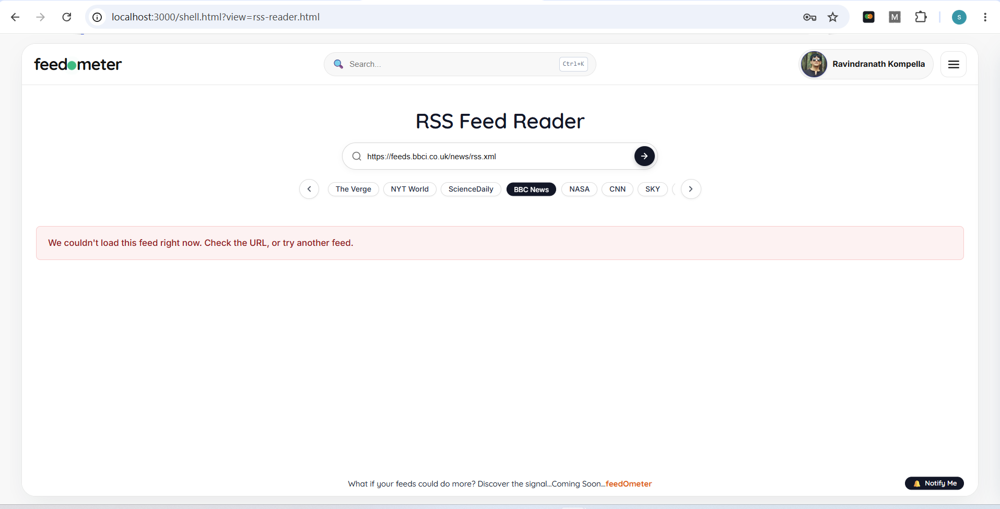 localhost:3000/shell.html?view=rss-reader.html
M
s
feedometer
Search...
Ctrl+K
Ravindranath Kompella
RSS Feed Reader
https://feeds.bbci.co.uk/news/rss.xml
The Verge
NYT World
ScienceDaily
BBC News
NASA
CNN
SKY
We couldn't load this feed right now. Check the URL, or try another feed.
What if your feeds could do more? Discover the signal...Coming Soon...feedOmeter
Notify Me